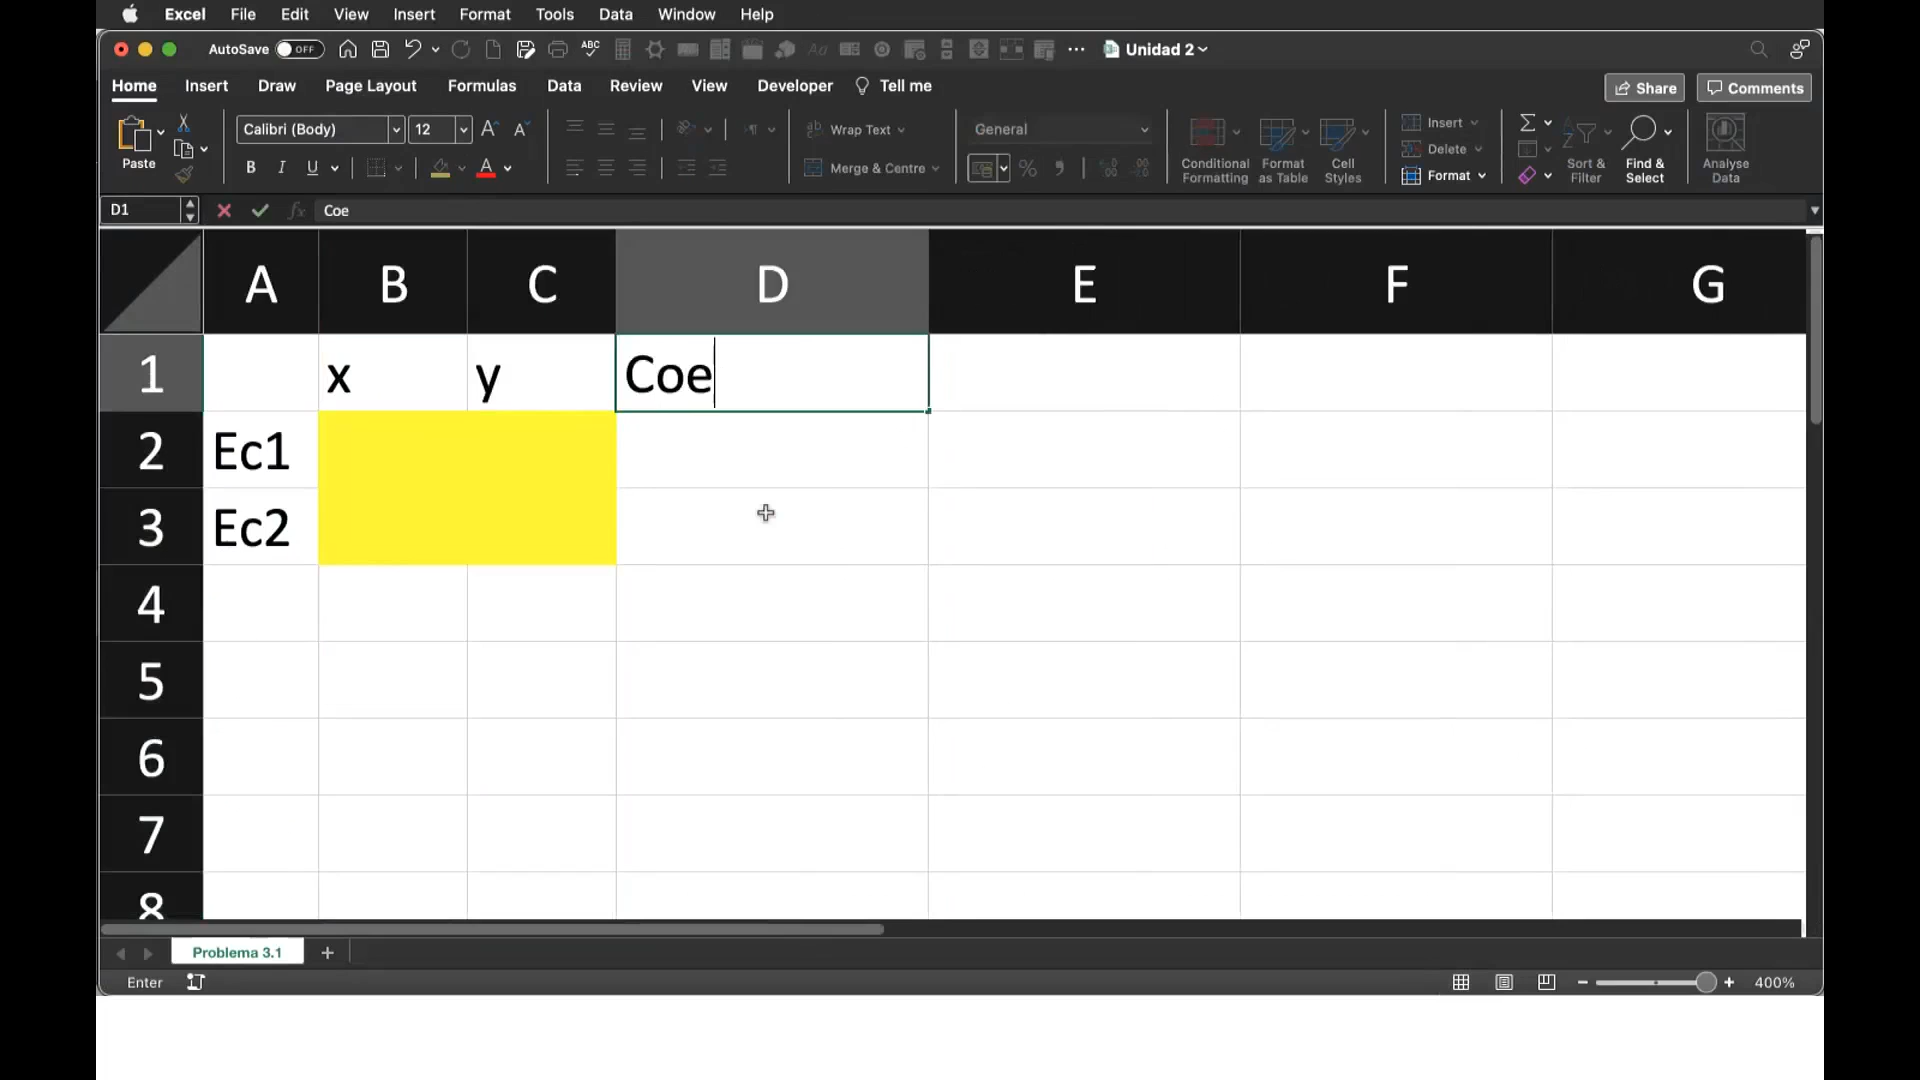 Excel File Edit View Insert Format Tools Data Window Help
AutoSave OFF ABC Unidad 2
Home Insert Draw Page Layout Formulas Data Review View Developer Tell me Share Comments
Paste Calibri (Body) 12 A A Wrap Text General Insert Σ
B I U A Merge & Centre % Conditional Formatting Format as Table Cell Styles Delete Format Sort & Filter Find & Select Analyse Data
D1 fx Coe
A B C D E F G
1 x y Coe
2 Ec1
3 Ec2
4
5
6
7
8
Problema 3.1 +
Enter − + 400%